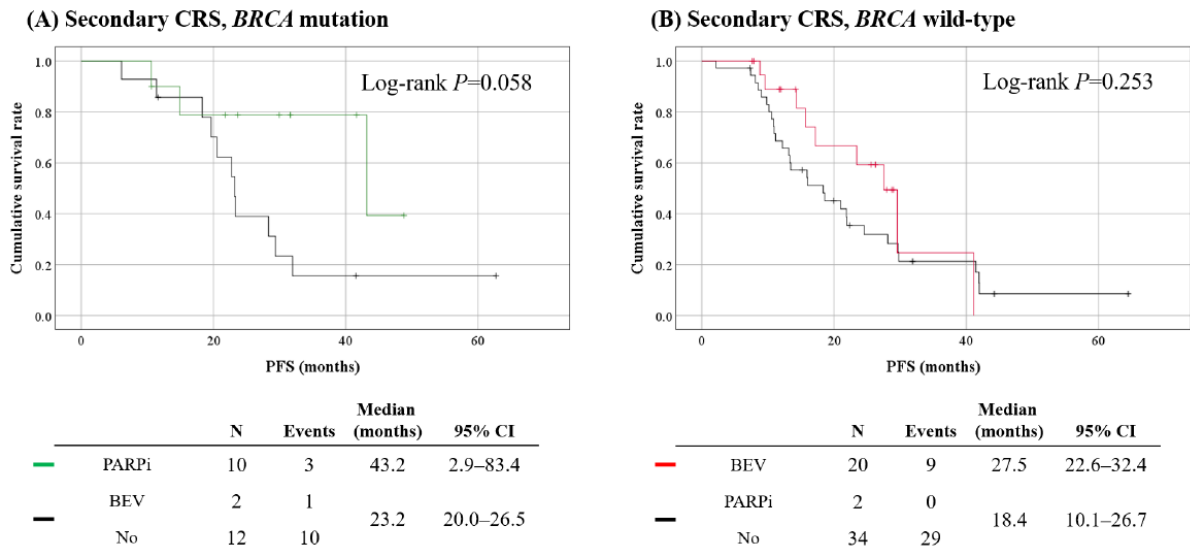 (A) Secondary CRS, BRCA mutation
Log-rank P=0.058
Cumulative survival rate
1.0
0.8
0.6
0.4
0.2
0.0
0 20 40 60
PFS (months)
N Events Median (months) 95% CI
PARPi 10 3 43.2 2.9–83.4
BEV 2 1
23.2 20.0–26.5
No 12 10
(B) Secondary CRS, BRCA wild-type
Log-rank P=0.253
Cumulative survival rate
1.0
0.8
0.6
0.4
0.2
0.0
0 20 40 60
PFS (months)
N Events Median (months) 95% CI
BEV 20 9 27.5 22.6–32.4
PARPi 2 0
18.4 10.1–26.7
No 34 29